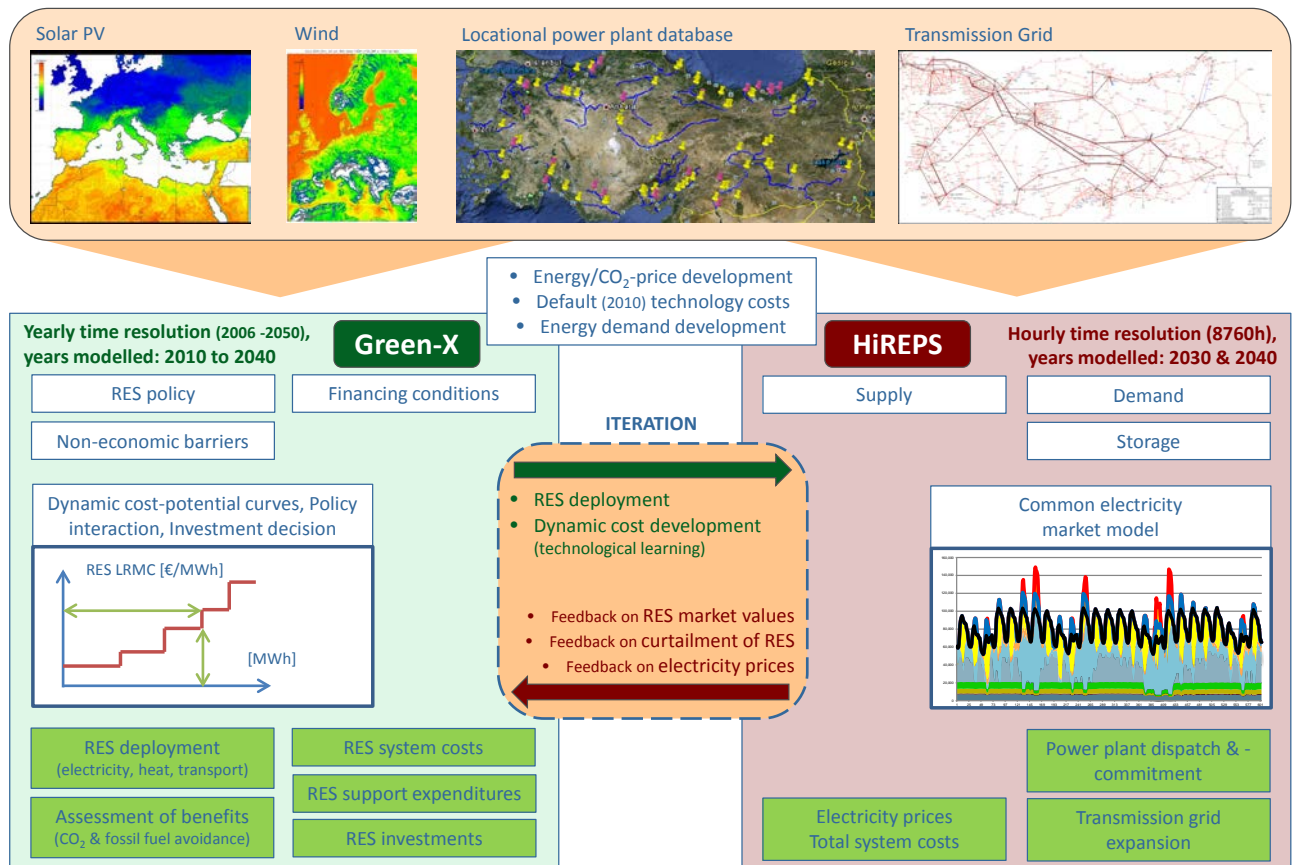 Solar PV
Wind
Locational power plant database
Transmission Grid
• Energy/CO₂-price development
• Default (2010) technology costs
• Energy demand development
Yearly time resolution (2006 -2050),
years modelled: 2010 to 2040
Green-X
HiREPS
Hourly time resolution (8760h),
years modelled: 2030 & 2040
RES policy
Financing conditions
Non-economic barriers
Supply
Demand
Storage
ITERATION
• RES deployment
• Dynamic cost development
(technological learning)
• Feedback on RES market values
• Feedback on curtailment of RES
• Feedback on electricity prices
Dynamic cost-potential curves, Policy
interaction, Investment decision
RES LRMC [€/MWh]
[MWh]
Common electricity
market model
RES deployment
(electricity, heat, transport)
RES system costs
RES support expenditures
Assessment of benefits
(CO₂ & fossil fuel avoidance)
RES investments
Power plant dispatch & -
commitment
Electricity prices
Total system costs
Transmission grid
expansion